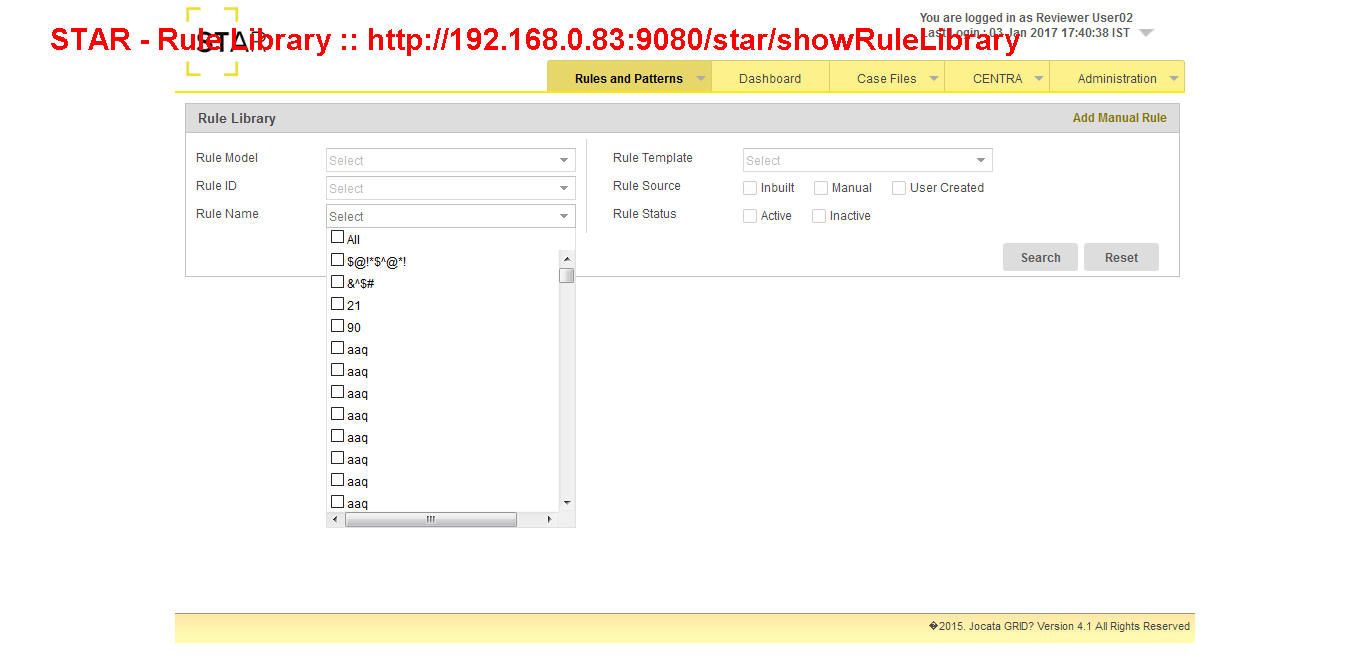 You are logged in as Reviewer User02
STAR - Rule Library :: http://192.168.0.83:9080/star/showRuleLibrary
STAR
Last Login : 03 Jan 2017 17:40:38 IST
Rules and Patterns Dashboard Case Files CENTRA Administration
Rule Library Add Manual Rule
Rule Model Select Rule Template Select
Rule ID Select Rule Source Inbuilt Manual User Created
Rule Name Select Rule Status Active Inactive
All
Search Reset
$@!*$^@*!
&^$#
21
90
aaq
aaq
aaq
aaq
aaq
aaq
aaq
aaq
�2015. Jocata GRID? Version 4.1 All Rights Reserved